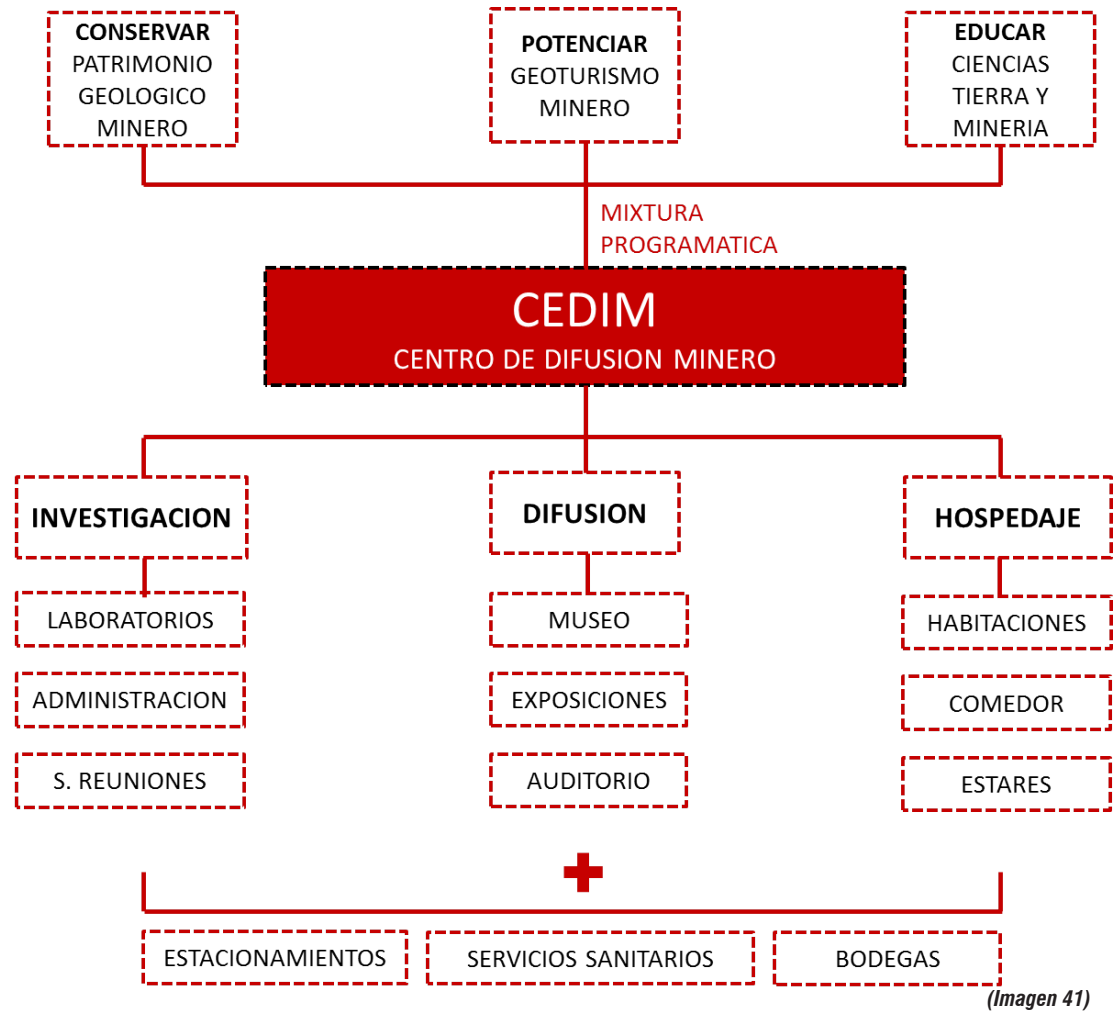 CONSERVAR
PATRIMONIO
GEOLOGICO
MINERO
POTENCIAR
GEOTURISMO
MINERO
EDUCAR
CIENCIAS
TIERRA Y
MINERIA
MIXTURA
PROGRAMATICA
CEDIM
CENTRO DE DIFUSION MINERO
INVESTIGACION
LABORATORIOS
ADMINISTRACION
S. REUNIONES
DIFUSION
MUSEO
EXPOSICIONES
AUDITORIO
HOSPEDAJE
HABITACIONES
COMEDOR
ESTARES
ESTACIONAMIENTOS
SERVICIOS SANITARIOS
BODEGAS
(Imagen 41)